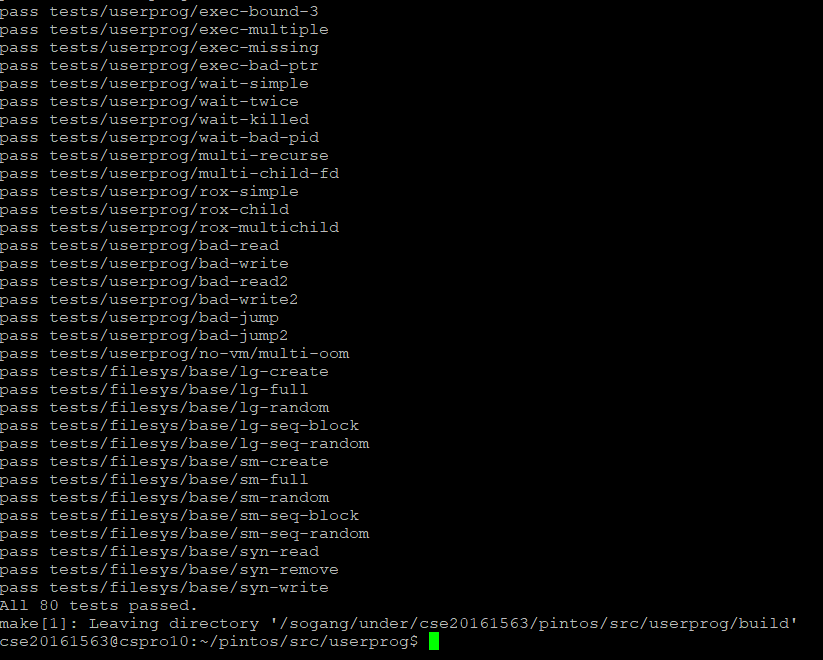 pass tests/userprog/exec-bound-3
pass tests/userprog/exec-multiple
pass tests/userprog/exec-missing
pass tests/userprog/exec-bad-ptr
pass tests/userprog/wait-simple
pass tests/userprog/wait-twice
pass tests/userprog/wait-killed
pass tests/userprog/wait-bad-pid
pass tests/userprog/multi-recurse
pass tests/userprog/multi-child-fd
pass tests/userprog/rox-simple
pass tests/userprog/rox-child
pass tests/userprog/rox-multichild
pass tests/userprog/bad-read
pass tests/userprog/bad-write
pass tests/userprog/bad-read2
pass tests/userprog/bad-write2
pass tests/userprog/bad-jump
pass tests/userprog/bad-jump2
pass tests/userprog/no-vm/multi-oom
pass tests/filesys/base/lg-create
pass tests/filesys/base/lg-full
pass tests/filesys/base/lg-random
pass tests/filesys/base/lg-seq-block
pass tests/filesys/base/lg-seq-random
pass tests/filesys/base/sm-create
pass tests/filesys/base/sm-full
pass tests/filesys/base/sm-random
pass tests/filesys/base/sm-seq-block
pass tests/filesys/base/sm-seq-random
pass tests/filesys/base/syn-read
pass tests/filesys/base/syn-remove
pass tests/filesys/base/syn-write
All 80 tests passed.
make[1]: Leaving directory '/sogang/under/cse20161563/pintos/src/userprog/build'
cse20161563@cspro10:~/pintos/src/userprog$